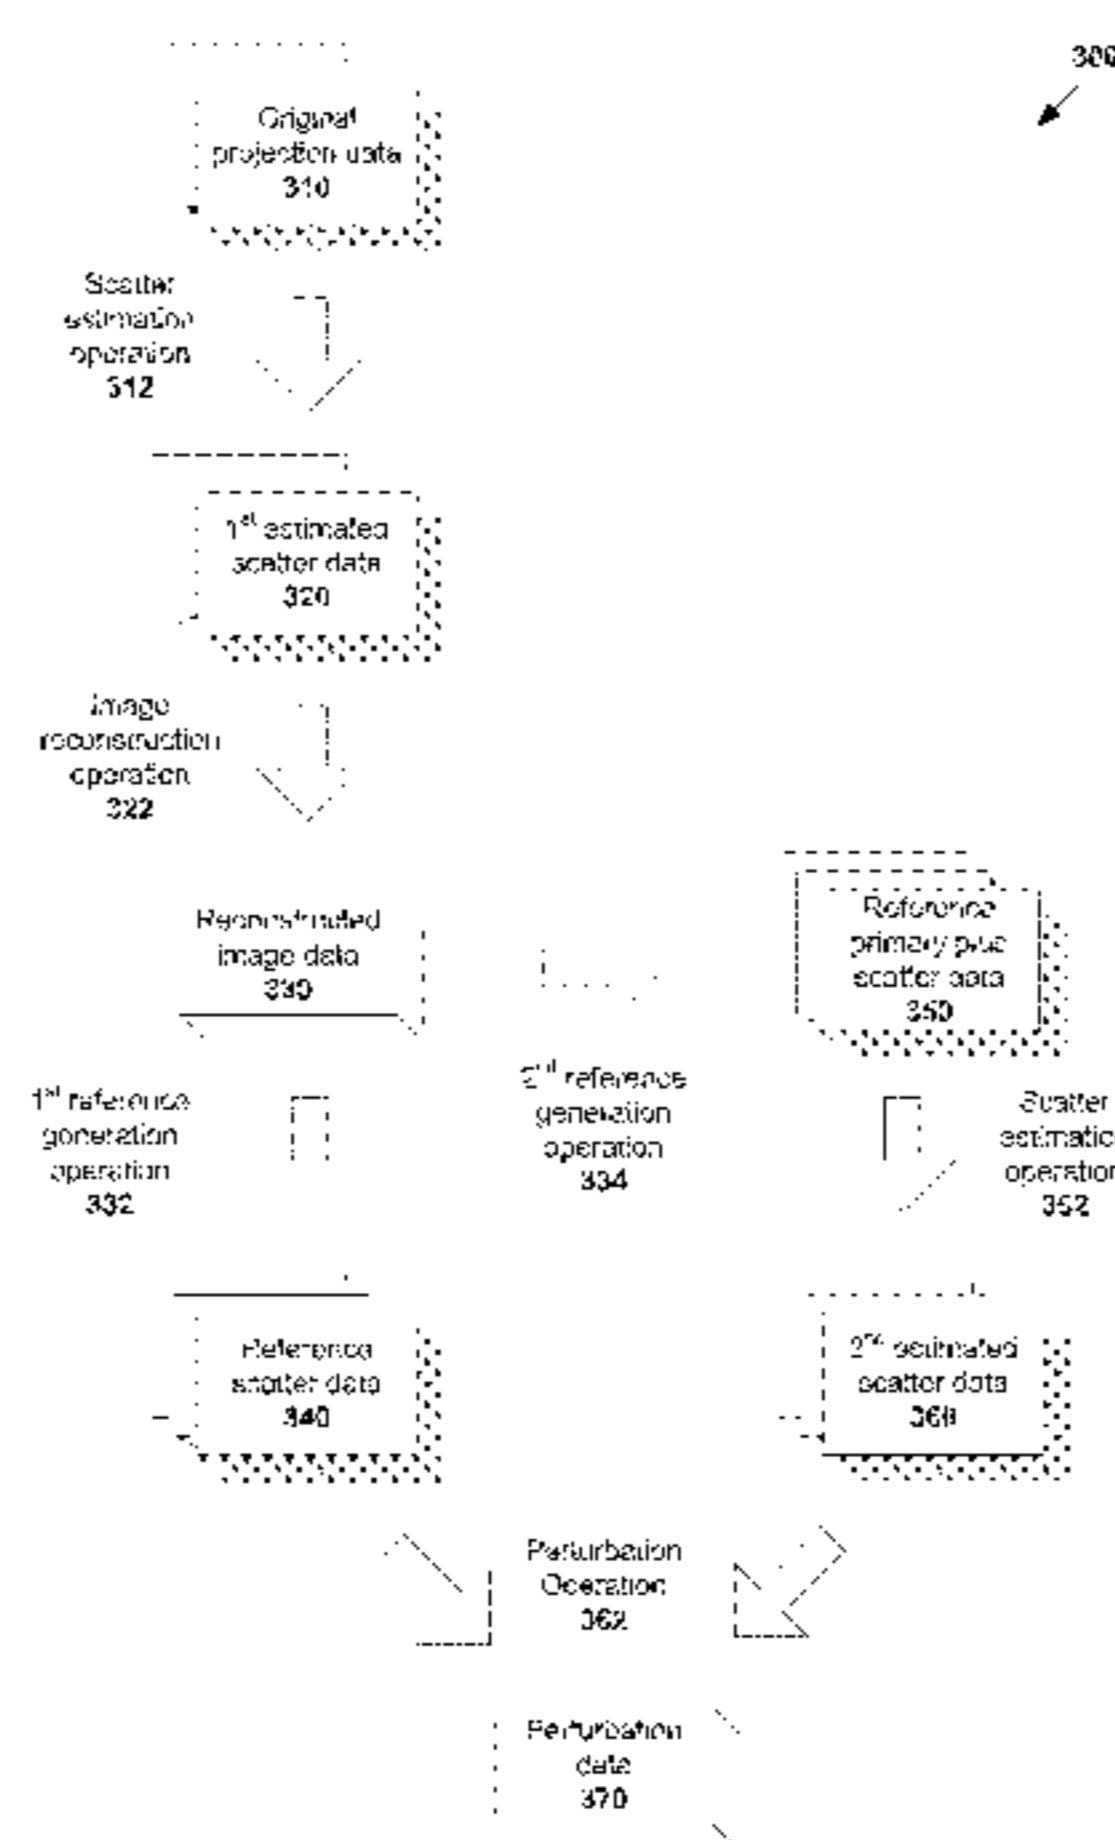 300
Original
projection data
310
Scatter
estimation
operation
312
1st estimated
scatter data
320
Image
reconstruction
operation
322
Reconstructed
image data
330
Reference
primary plus
scatter data
350
1st reference
generation
operation
332
2nd reference
generation
operation
334
Scatter
estimatio
operation
352
Reference
scatter data
340
2nd estimated
scatter data
360
Perturbation
Operation
362
Perturbation
data
370